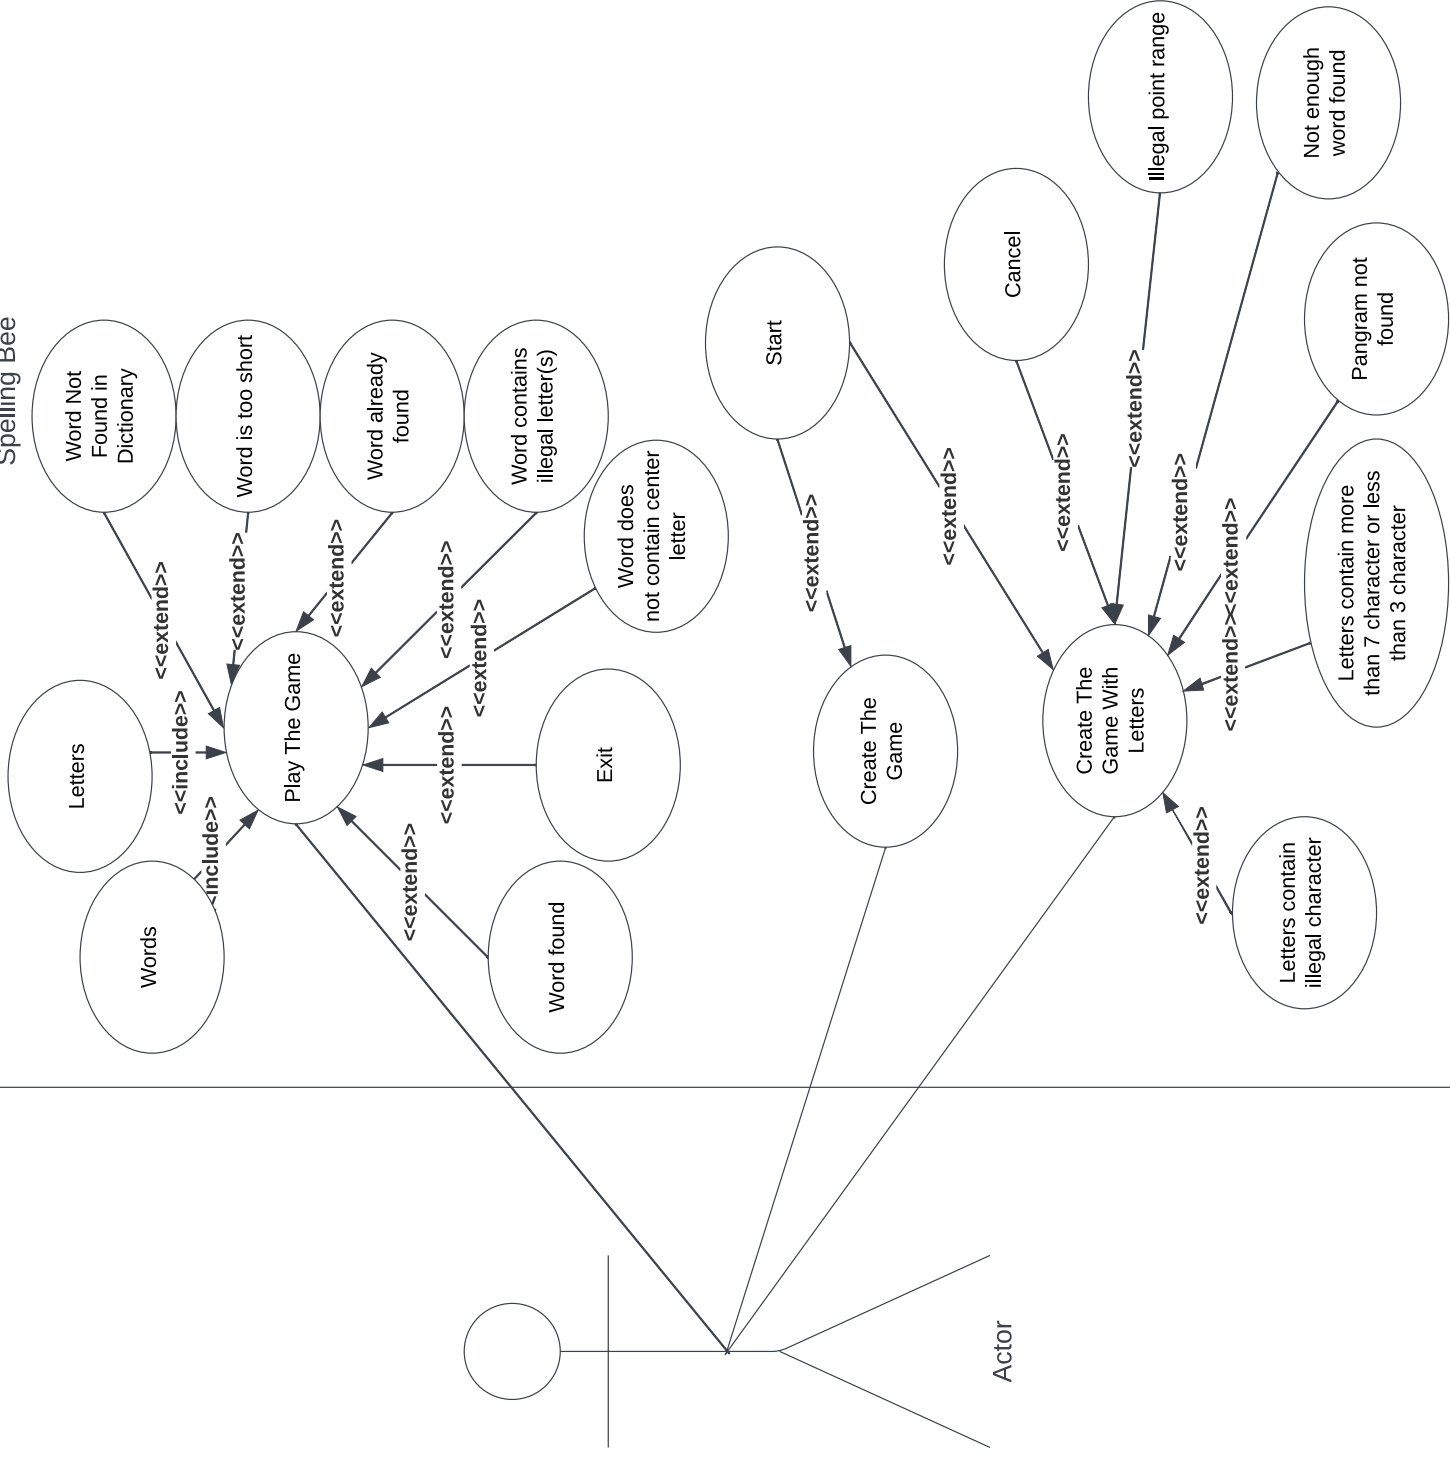 Spelling Bee
Word Not
Found in
Dictionary
Word is too short
Word already
found
Word contains
illegal letter(s)
Word does
not contain center
letter
Letters
Words
Play The Game
Exit
Word found
<<extend>>
<<extend>>
<<extend>>
<<extend>>
<<extend>>
<<include>>
<include>>
<<extend>>
<<extend>>
Start
<<extend>>
<<extend>>
Create The
Game
Cancel
Illegal point range
Not enough
word found
Pangram not
found
Letters contain more
than 7 character or less
than 3 character
Letters contain
illegal character
Create The
Game With
Letters
<<extend>>
<<extend>>
<<extend>>
<<extend>>
<<extend>>
<<extend>>
Actor